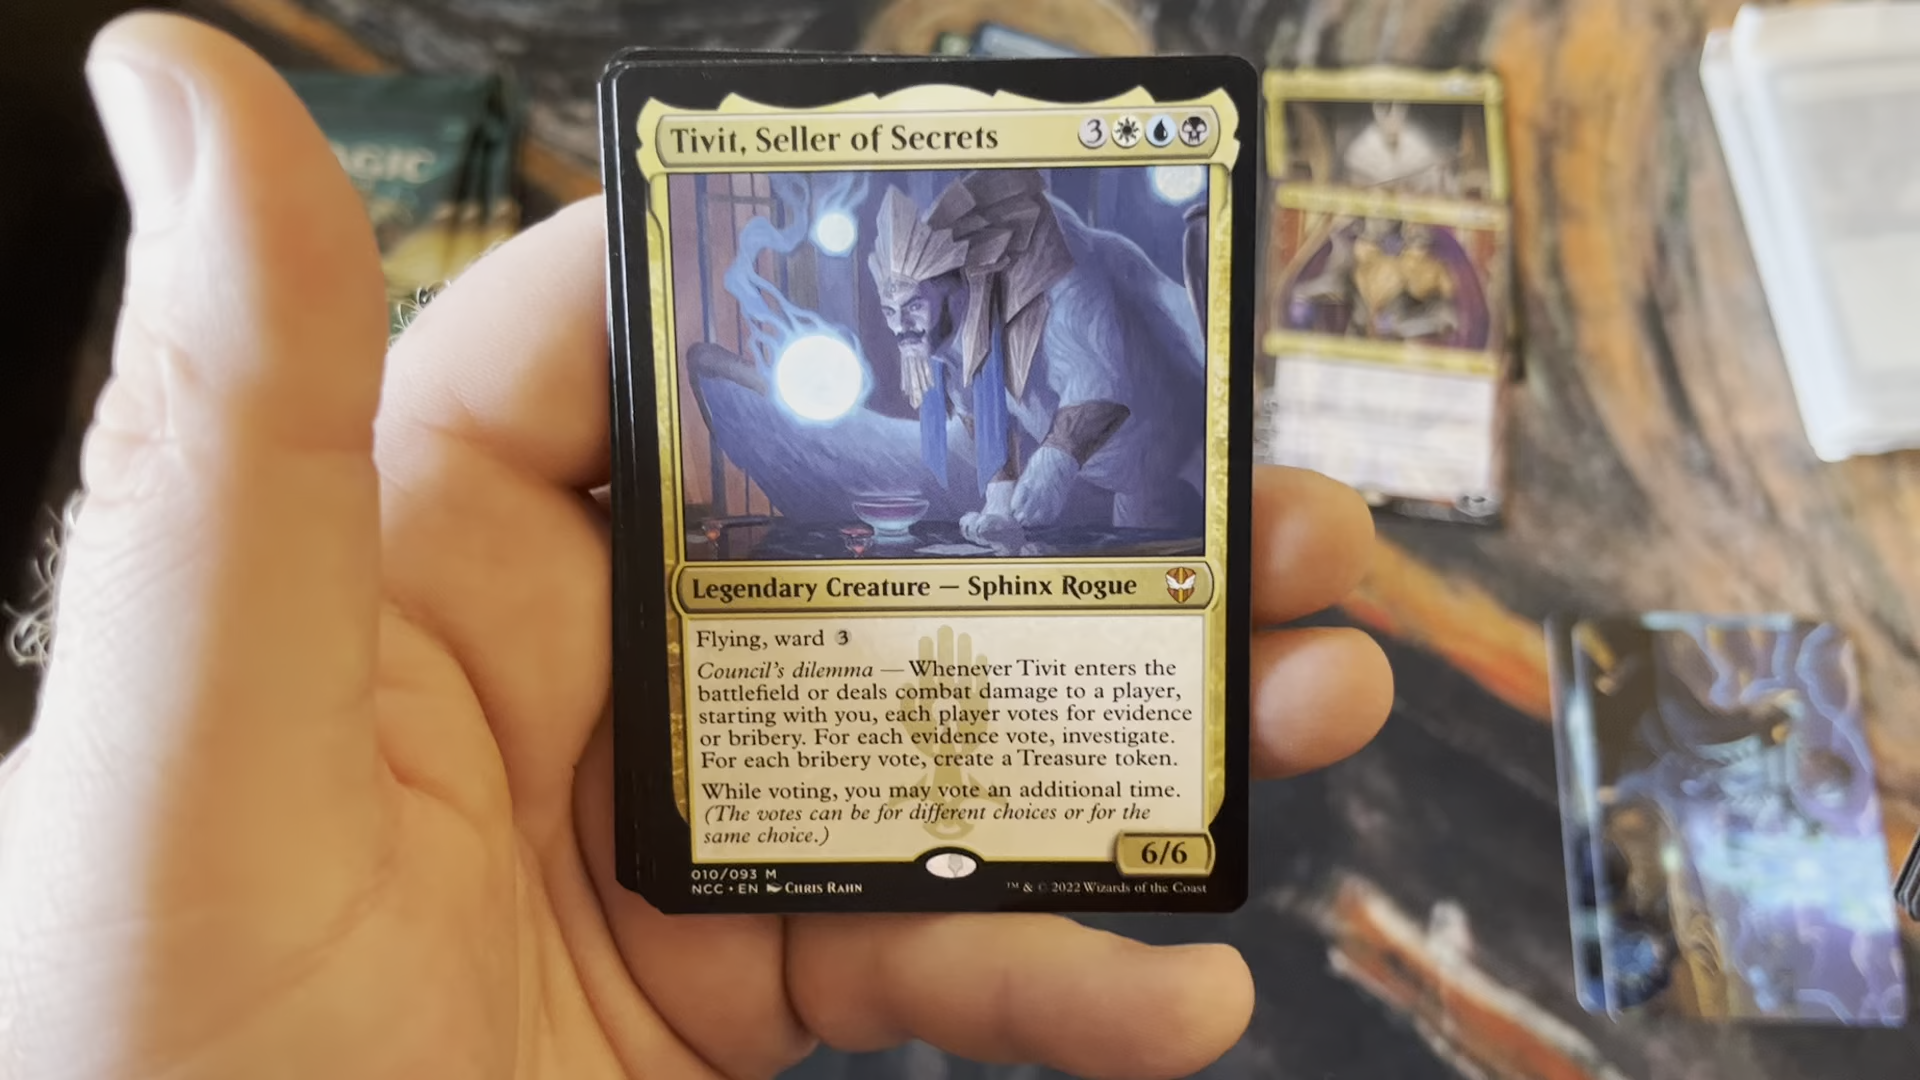 Tivit, Seller of Secrets 3
Legendary Creature — Sphinx Rogue
Flying, ward 3
Council's dilemma — Whenever Tivit enters the
battlefield or deals combat damage to a player,
starting with you, each player votes for evidence
or bribery. For each evidence vote, investigate.
For each bribery vote, create a Treasure token.
While voting, you may vote an additional time.
(The votes can be for different choices or for the
same choice.)
6/6
010/093 M
NCC • EN Chris Rahn
™ & © 2022 Wizards of the Coast